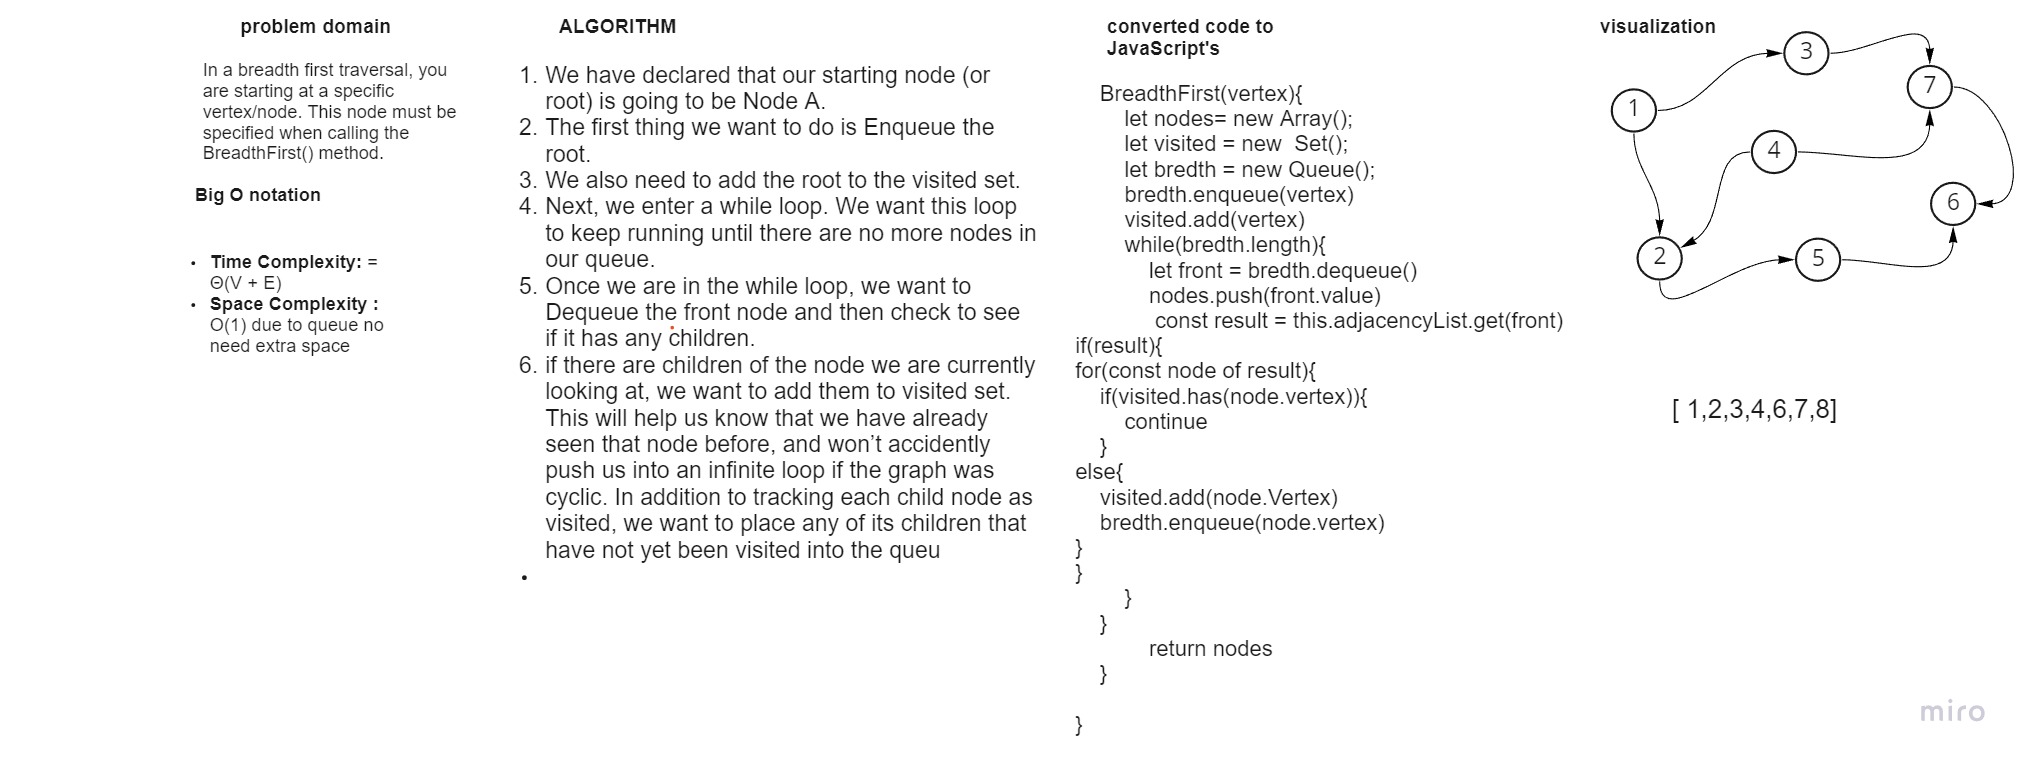 problem domain
In a breadth first traversal, you
are starting at a specific
vertex/node. This node must be
specified when calling the
BreadthFirst() method.
Big O notation
• Time Complexity: =
Θ(V + E)
• Space Complexity :
O(1) due to queue no
need extra space
ALGORITHM
1. We have declared that our starting node (or
root) is going to be Node A.
2. The first thing we want to do is Enqueue the
root.
3. We also need to add the root to the visited set.
4. Next, we enter a while loop. We want this loop
to keep running until there are no more nodes in
our queue.
5. Once we are in the while loop, we want to
Dequeue the front node and then check to see
if it has any children.
6. if there are children of the node we are currently
looking at, we want to add them to visited set.
This will help us know that we have already
seen that node before, and won’t accidently
push us into an infinite loop if the graph was
cyclic. In addition to tracking each child node as
visited, we want to place any of its children that
have not yet been visited into the queu
•
converted code to
JavaScript's
BreadthFirst(vertex){
let nodes= new Array();
let visited = new  Set();
let bredth = new Queue();
bredth.enqueue(vertex)
visited.add(vertex)
while(bredth.length){
let front = bredth.dequeue()
nodes.push(front.value)
const result = this.adjacencyList.get(front)
if(result){
for(const node of result){
if(visited.has(node.vertex)){
continue
}
else{
visited.add(node.Vertex)
bredth.enqueue(node.vertex)
}
}
}
}
return nodes
}
}
visualization
3
7
1
4
6
2
5
[ 1,2,3,4,6,7,8]
miro